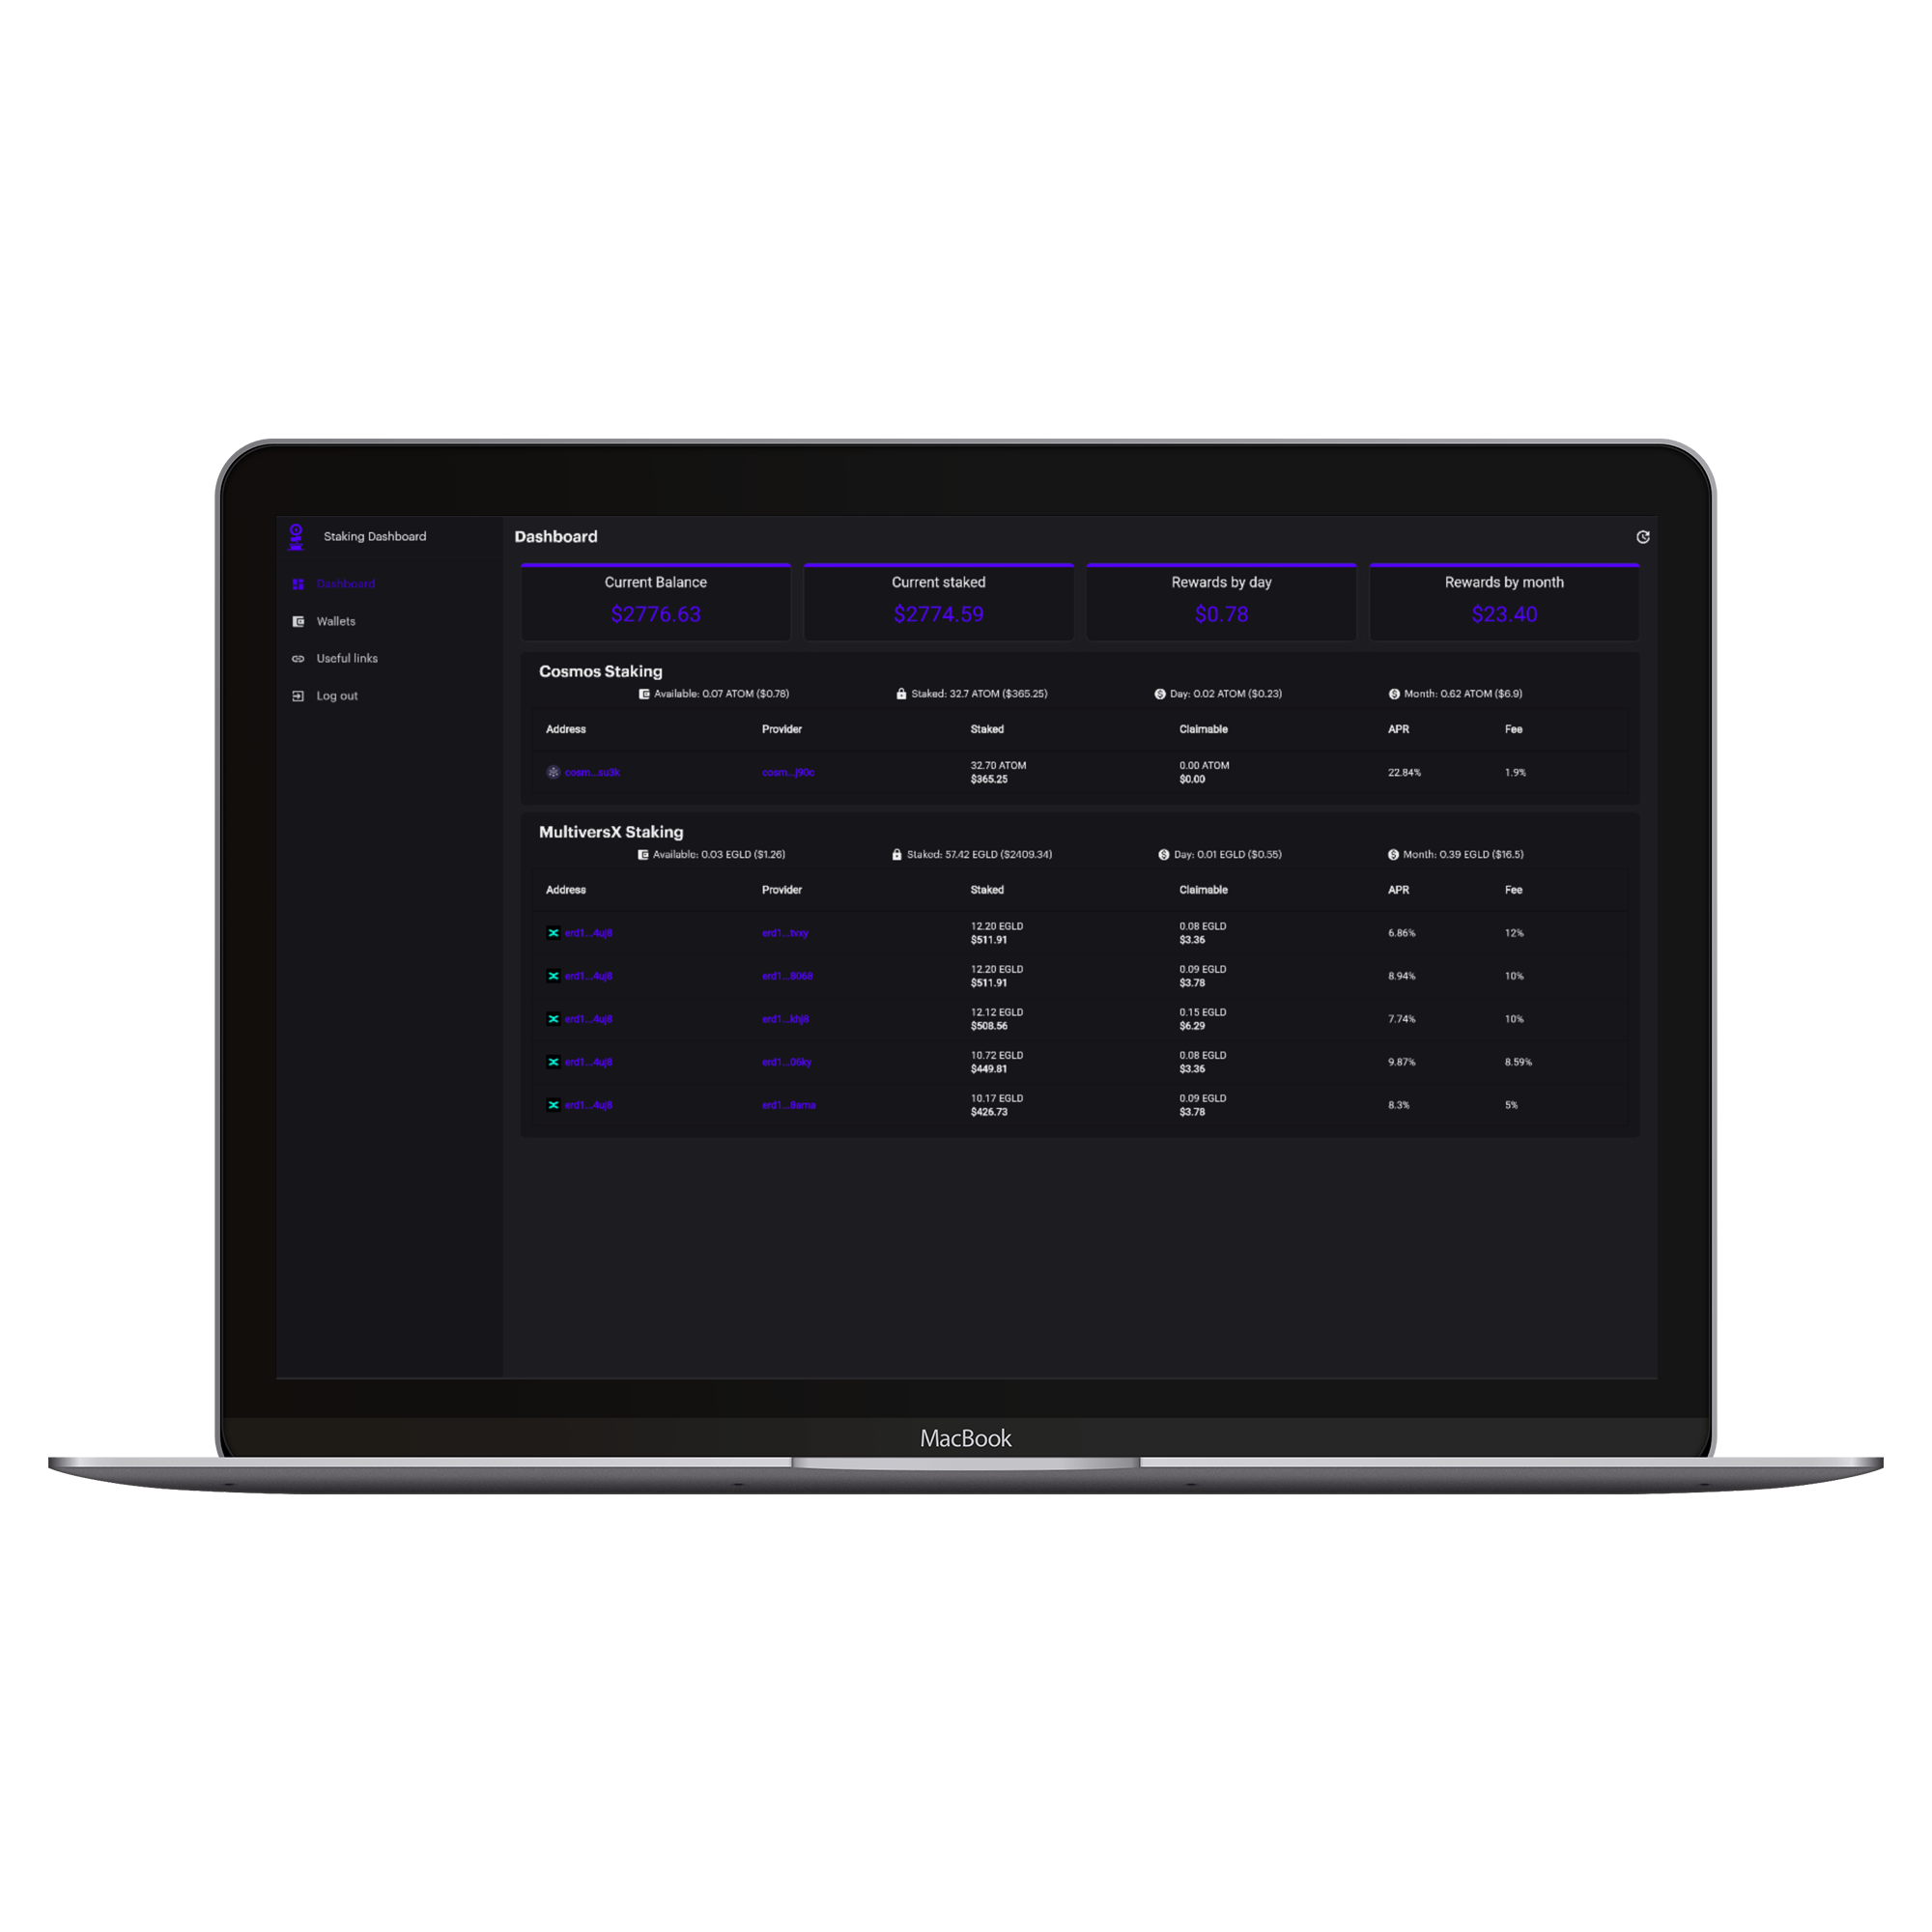 Staking Dashboard
Dashboard
Wallets
Useful links
Log out
Dashboard
Current Balance
$2776.63
Current staked
$2774.59
Rewards by day
$0.78
Rewards by month
$23.40
Cosmos Staking
Available: 0.07 ATOM ($0.78) Staked: 32.7 ATOM ($365.25) Day: 0.02 ATOM ($0.23) Month: 0.62 ATOM ($6.9)
Address Provider Staked Claimable APR Fee
cosm...su3k cosm...j90c 32.70 ATOM 0.00 ATOM 22.84% 1.9%
$365.25 $0.00
MultiversX Staking
Available: 0.03 EGLD ($1.26) Staked: 57.42 EGLD ($2409.34) Day: 0.01 EGLD ($0.55) Month: 0.39 EGLD ($16.5)
Address Provider Staked Claimable APR Fee
erd1...4uj8 erd1...tvxy 12.20 EGLD 0.08 EGLD 6.86% 12%
$511.91 $3.36
erd1...4uj8 erd1...8068 12.20 EGLD 0.09 EGLD 8.94% 10%
$511.91 $3.78
erd1...4uj8 erd1...khj8 12.12 EGLD 0.15 EGLD 7.74% 10%
$508.56 $6.29
erd1...4uj8 erd1...06ky 10.72 EGLD 0.08 EGLD 9.87% 8.59%
$449.81 $3.36
erd1...4uj8 erd1...8ama 10.17 EGLD 0.09 EGLD 8.3% 5%
$426.73 $3.78
MacBook